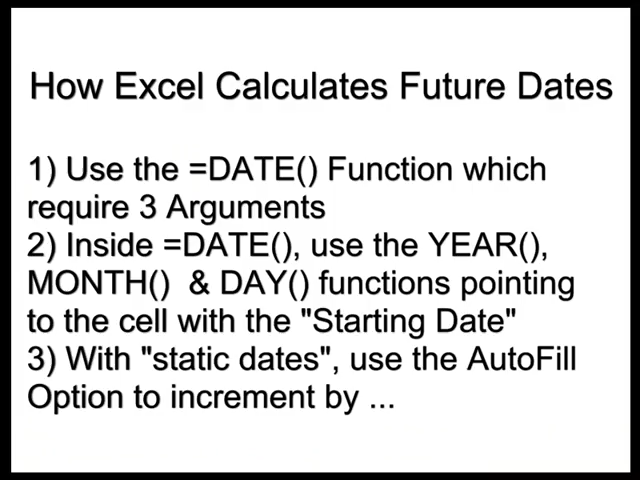 How Excel Calculates Future Dates
1) Use the =DATE() Function which
require 3 Arguments
2) Inside =DATE(), use the YEAR(),
MONTH()  & DAY() functions pointing
to the cell with the "Starting Date"
3) With "static dates", use the AutoFill
Option to increment by ...